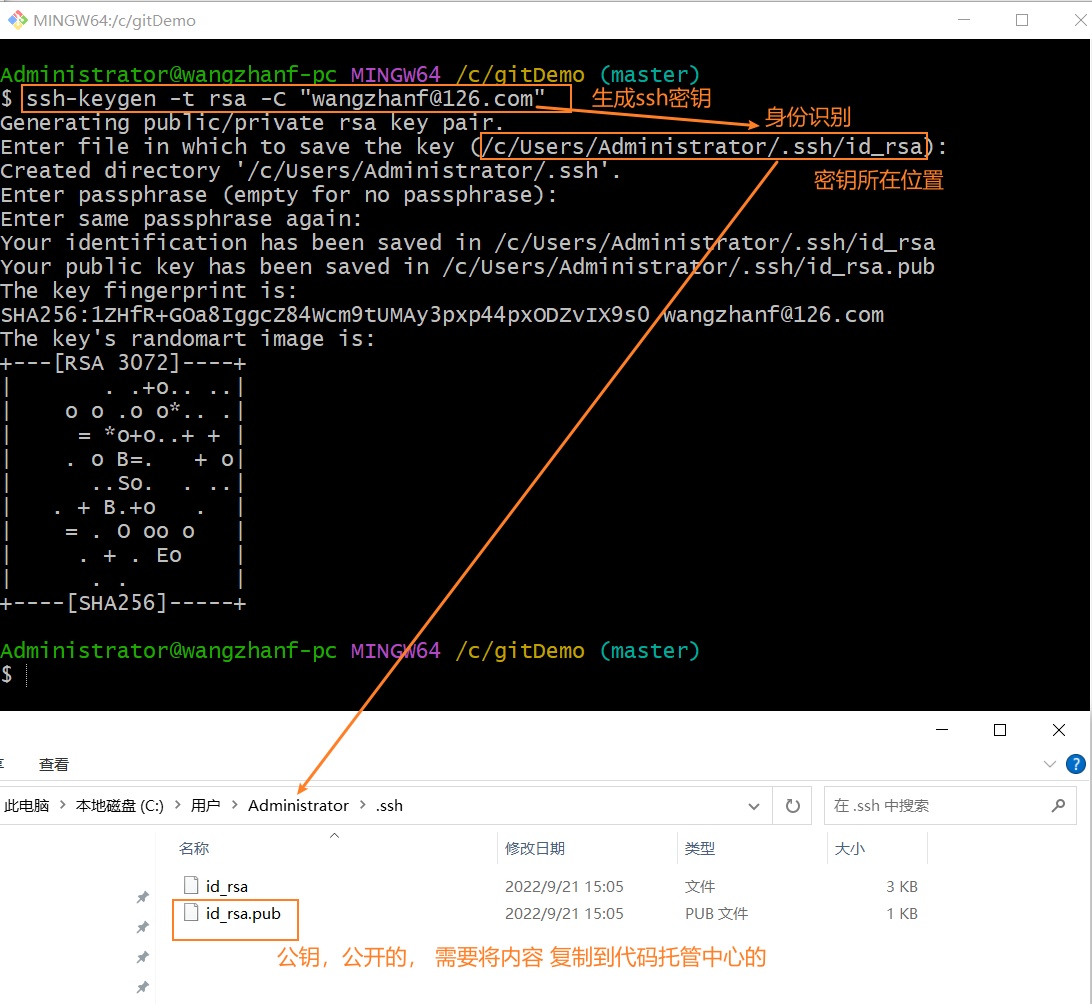 MINGW64:/c/gitDemo
Administrator@wangzhanf-pc MINGW64 /c/gitDemo (master)
$ ssh-keygen -t rsa -C "wangzhanf@126.com" 生成ssh密钥
身份识别
Generating public/private rsa key pair.
Enter file in which to save the key (/c/Users/Administrator/.ssh/id_rsa):
Created directory '/c/Users/Administrator/.ssh'.
密钥所在位置
Enter passphrase (empty for no passphrase):
Enter same passphrase again:
Your identification has been saved in /c/Users/Administrator/.ssh/id_rsa
Your public key has been saved in /c/Users/Administrator/.ssh/id_rsa.pub
The key fingerprint is:
SHA256:1ZHfR+GOa8IggcZ84Wcm9tUMAy3pxp44pxODZvIX9s0 wangzhanf@126.com
The key's randomart image is:
+---[RSA 3072]----+
|       . .+o.. ..|
|    o o .o o*.. .|
|     = *o+o..+ + |
|    . o B=.   + o|
|      ..So.  . ..|
|   . + B.+o   .  |
|    = . O oo o   |
|     . + . Eo    |
|      . .        |
+----[SHA256]-----+
Administrator@wangzhanf-pc MINGW64 /c/gitDemo (master)
$
查看
此电脑 > 本地磁盘 (C:) > 用户 > Administrator > .ssh
在 .ssh 中搜索
名称 修改日期 类型 大小
id_rsa 2022/9/21 15:05 文件 3 KB
id_rsa.pub 2022/9/21 15:05 PUB 文件 1 KB
公钥，公开的， 需要将内容 复制到代码托管中心的